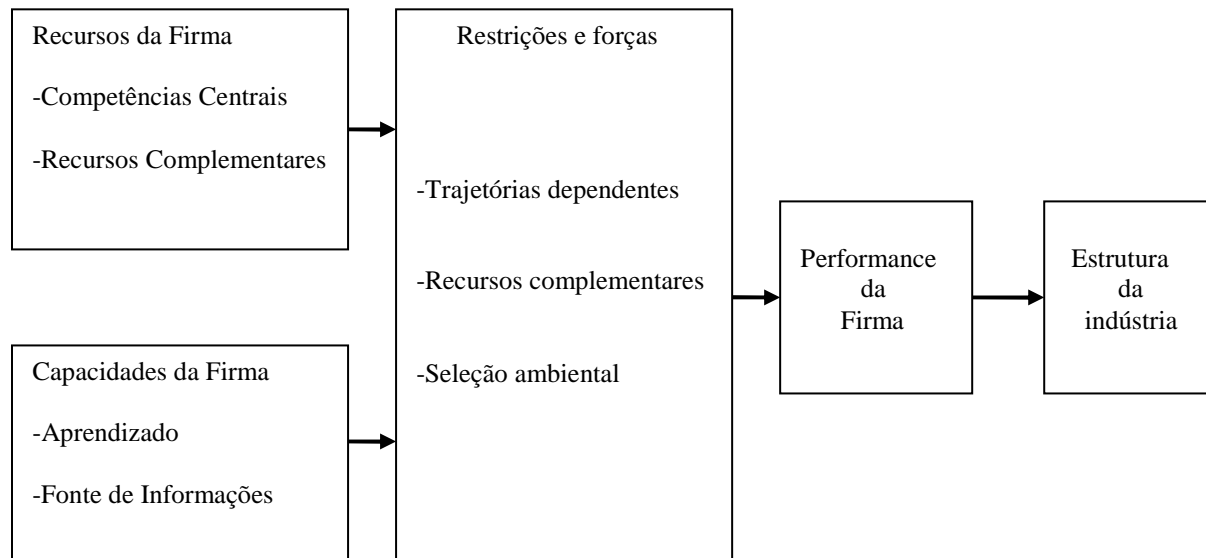 Recursos da Firma
-Competências Centrais
-Recursos Complementares
Capacidades da Firma
-Aprendizado
-Fonte de Informações
Restrições e forças
-Trajetórias dependentes
-Recursos complementares
-Seleção ambiental
Performance
da
Firma
Estrutura
da
indústria